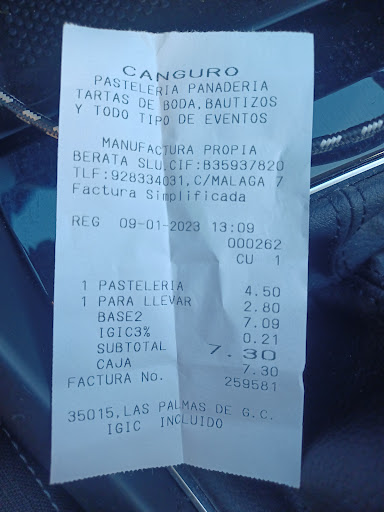 CANGURO
PASTELERIA PANADERIA
TARTAS DE BODA,BAUTIZOS
Y TODO TIPO DE EVENTOS
MANUFACTURA PROPIA
BERATA SLU,CIF:B35937820
TLF:928334031,C/MALAGA 7
Factura Simplificada
REG 09-01-2023 13:09
000262
CU 1
1 PASTELERIA 4.50
1 PARA LLEVAR 2.80
BASE2 7.09
IGIC3% 0.21
SUBTOTAL 7.30
CAJA 7.30
FACTURA No. 259581
35015,LAS PALMAS DE G.C.
IGIC INCLUIDO